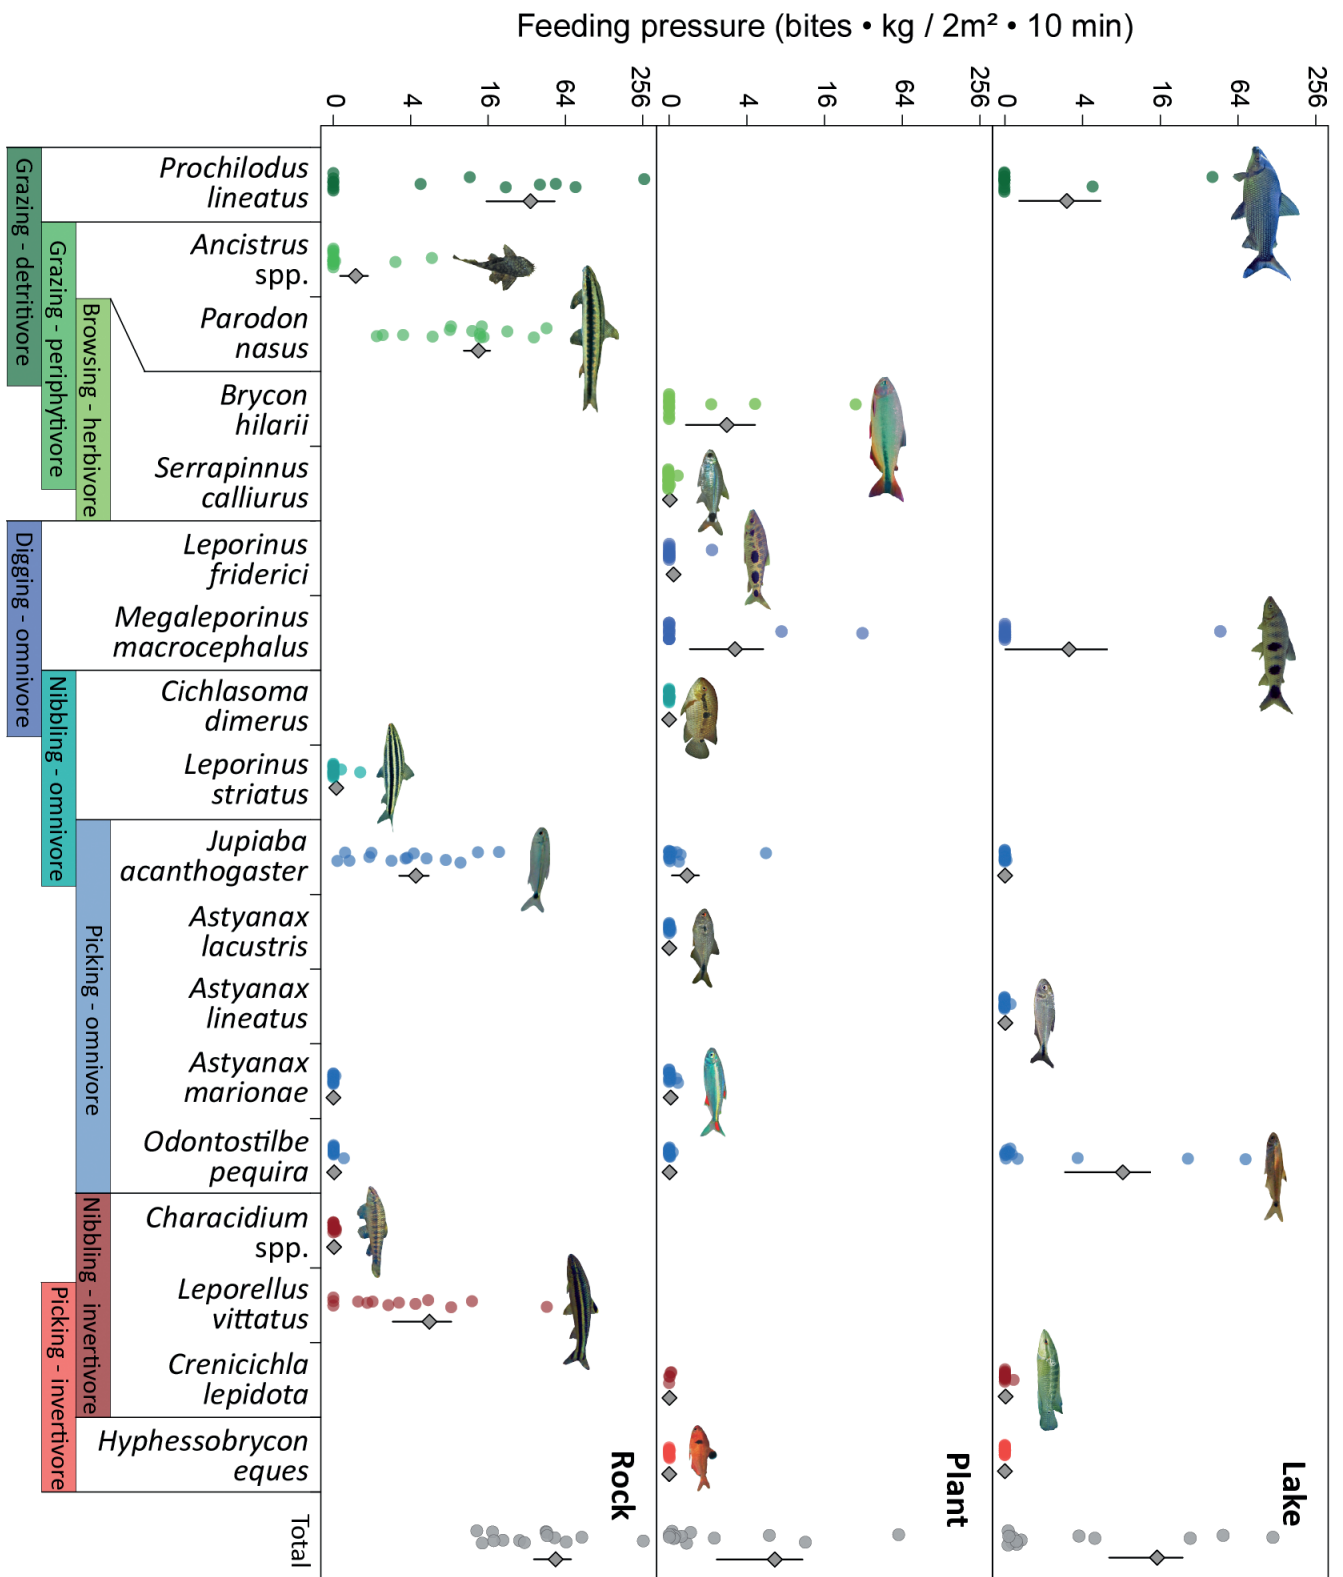 Feeding pressure (bites • kg / 2m² • 10 min)
0 4 16 64 256 0 4 16 64 256 0 4 16 64 256
Prochilodus
lineatus
Ancistrus
spp.
Parodon
nasus
Brycon
hilarii
Serrapinnus
calliurus
Leporinus
friderici
Megaleporinus
macrocephalus
Cichlasoma
dimerus
Leporinus
striatus
Jupiaba
acanthogaster
Astyanax
lacustris
Astyanax
lineatus
Astyanax
marionae
Odontostilbe
pequira
Characidium
spp.
Leporellus
vittatus
Crenicichla
lepidota
Hyphessobrycon
eques
Total
Grazing - detritivore
Grazing - periphytivore
Browsing - herbivore
Digging - omnivore
Nibbling - omnivore
Picking - omnivore
Nibbling - invertivore
Picking - invertivore
Rock
Plant
Lake